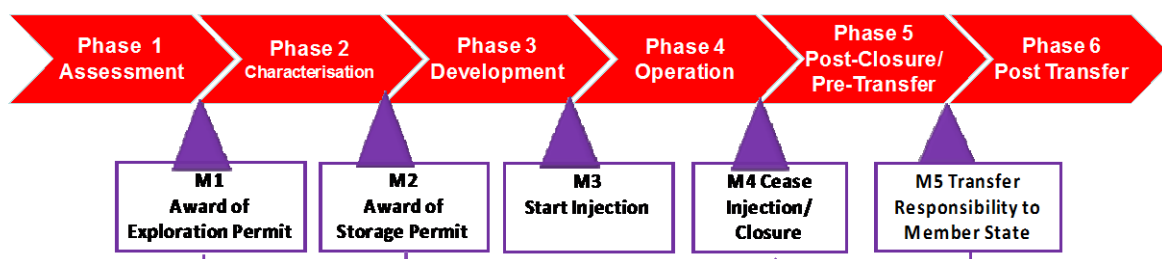 Phase 1
Assessment
Phase 2
Characterisation
Phase 3
Development
Phase 4
Operation
Phase 5
Post-Closure/
Pre-Transfer
Phase 6
Post Transfer
M1
Award of
Exploration Permit
M2
Award of
Storage Permit
M3
Start Injection
M4 Cease
Injection/
Closure
M5 Transfer
Responsibility to
Member State